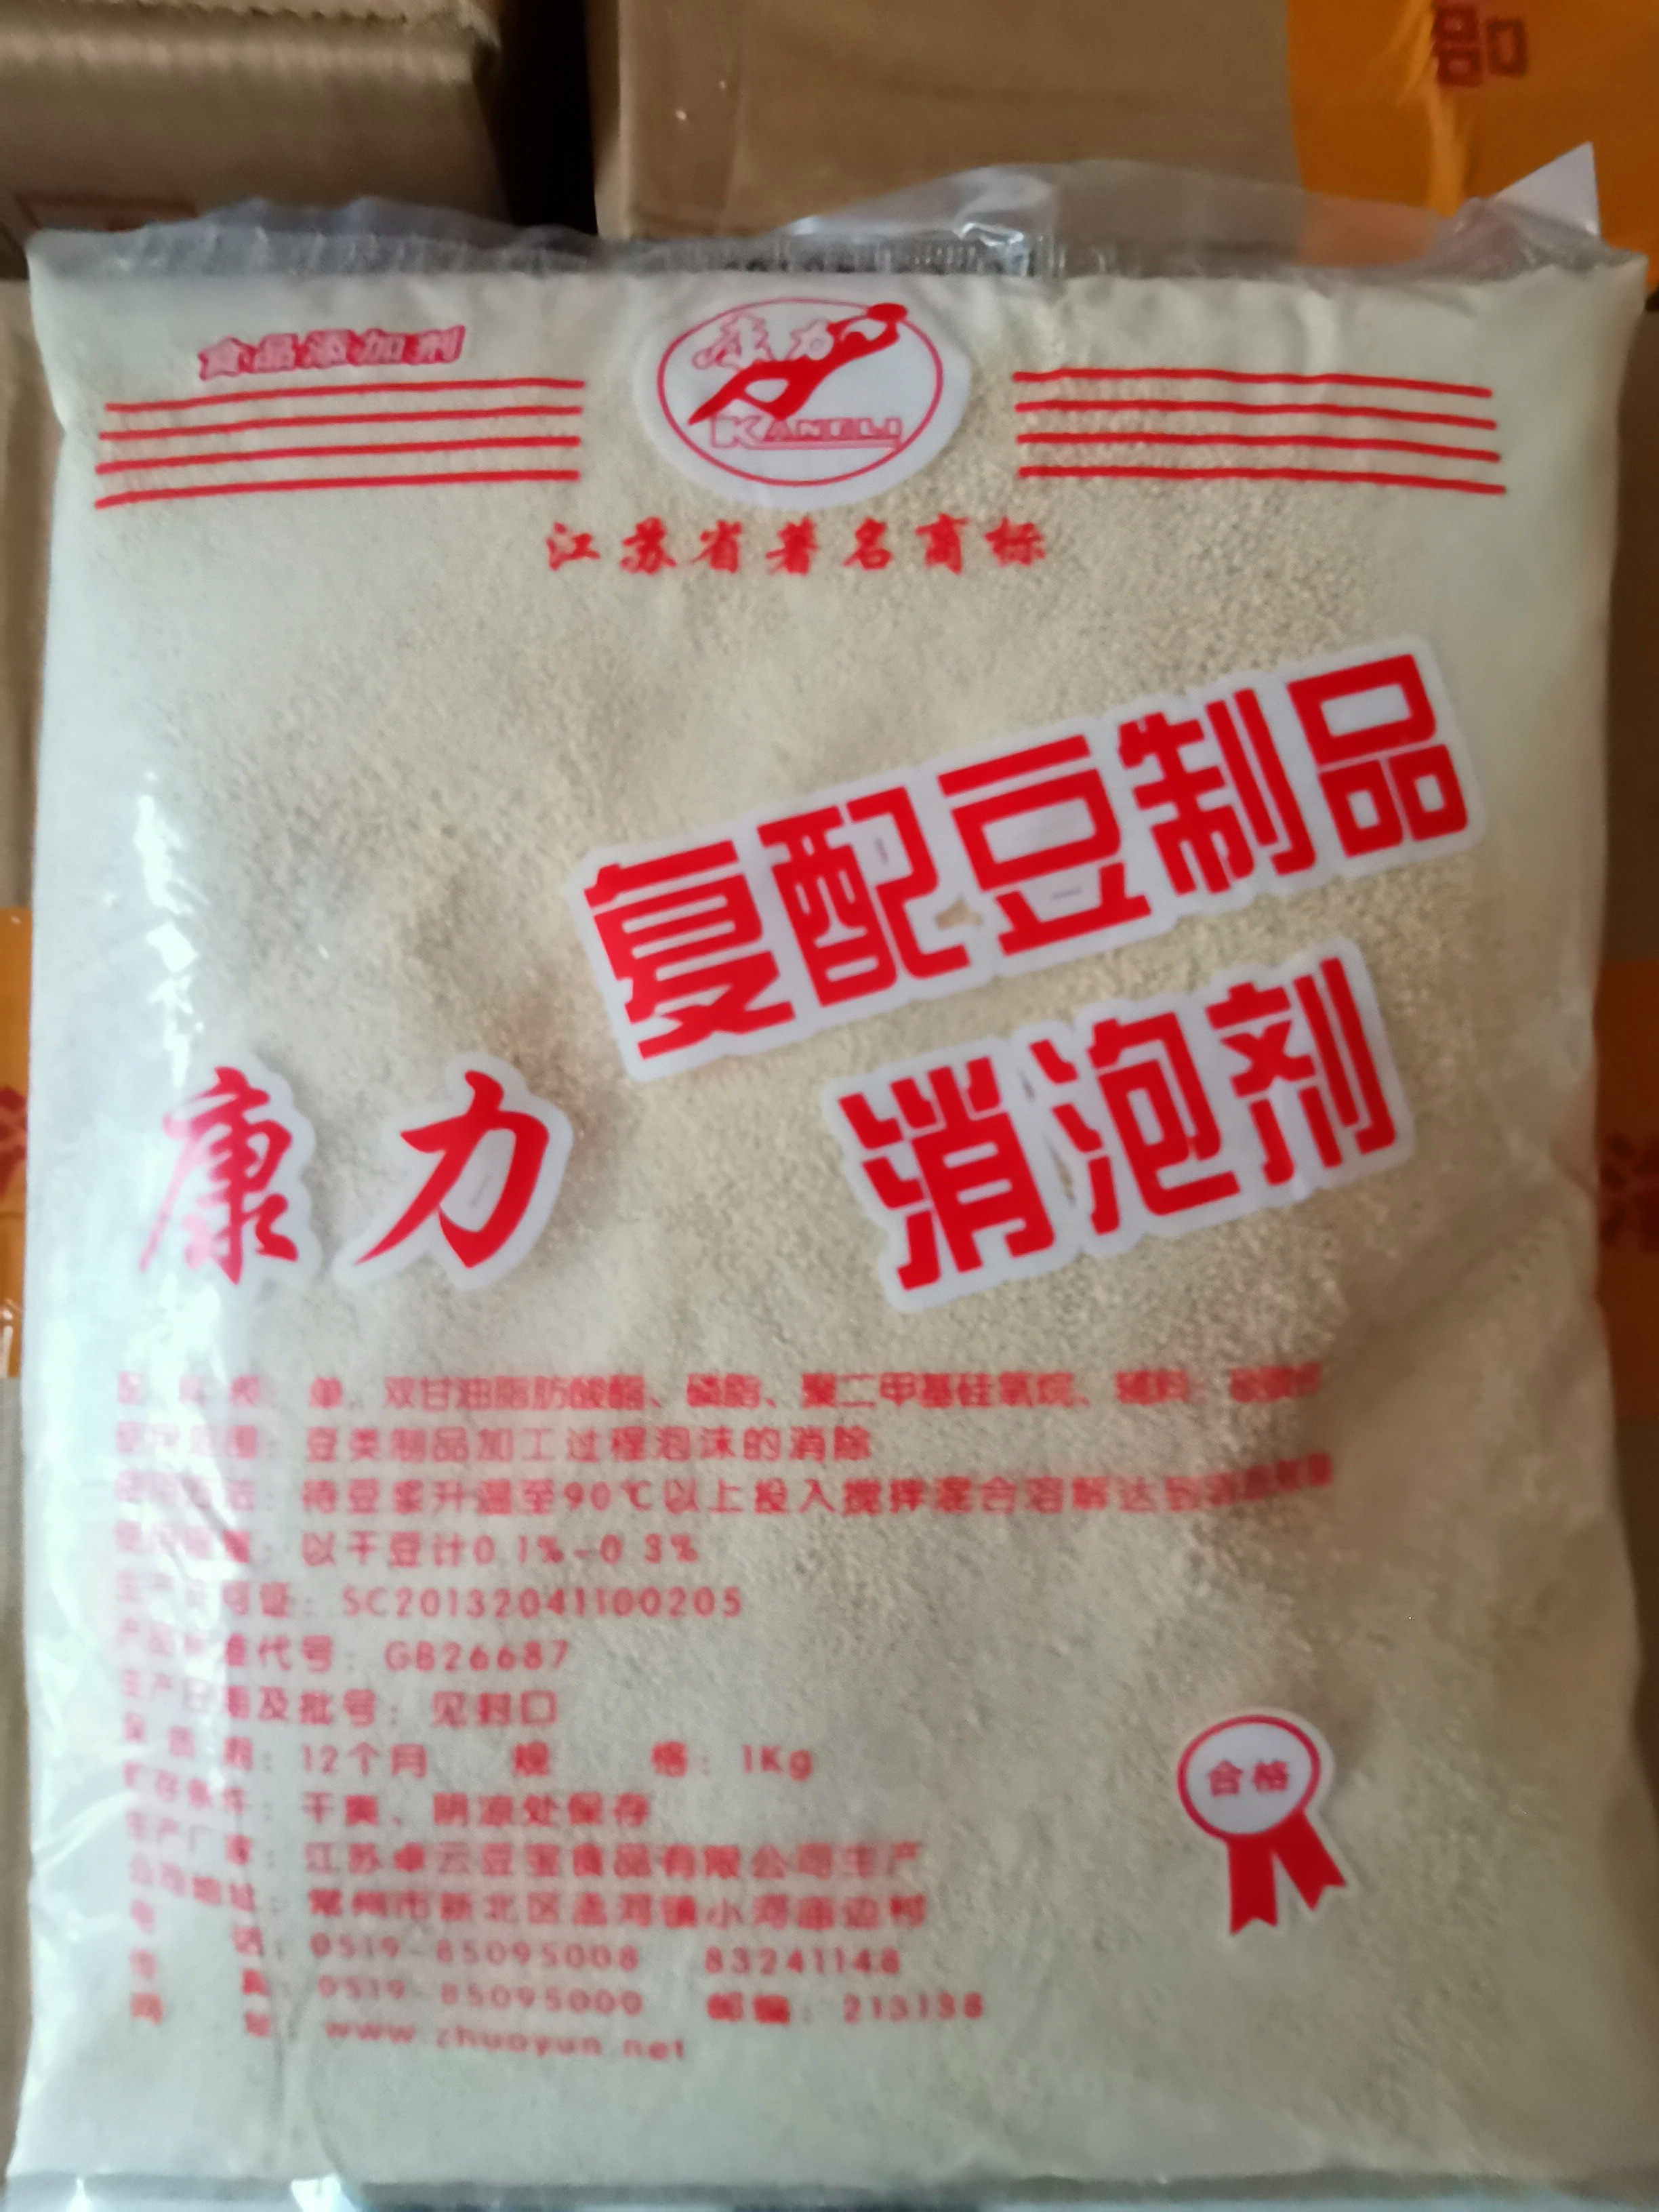 品
食品添加剂
康力
KANGLI
江苏省著名商标
复配豆制品
消泡剂
康力
配料表：单、双甘油脂肪酸酯、磷脂、聚二甲基硅氧烷、辅料：
使用范围：豆类制品加工过程泡沫的消除
使用方法：待豆浆升温至90℃以上投入搅拌混合溶解达到
使用限量：以干豆计0.1%-0.3%
生产许可证：SC20132041100205
产品标准代号：GB26687
生产日期及批号：见封口
保质期：12个月 规格：1Kg
贮存条件：干爽、阴凉处保存
生产厂家：江苏卓云豆宝食品有限公司生产
公司地址：常州市新北区孟河镇小河庙边村
电话：0519-85095008 83241148
传真：0519-85095000 邮编：213138
网址：www.zhuoyun.net
合格